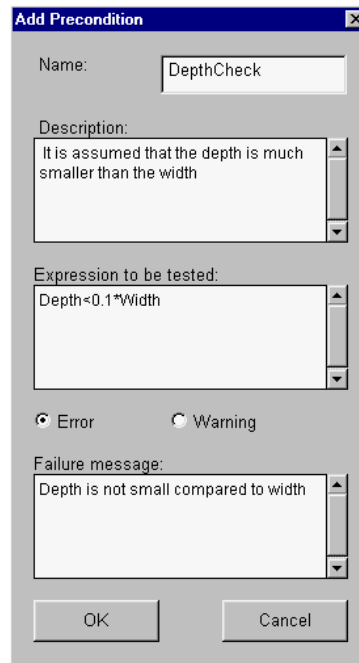 Add Precondition
Name:
DepthCheck
Description:
It is assumed that the depth is much
smaller than the width
Expression to be tested:
Depth<0.1*Width
Error
Warning
Failure message:
Depth is not small compared to width
OK
Cancel